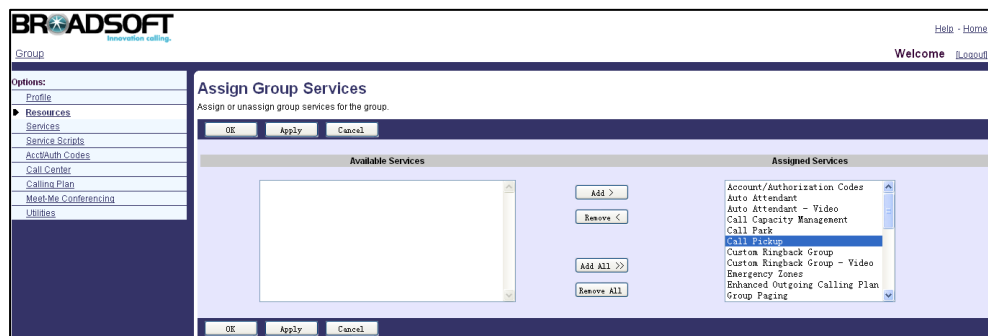 BROADSOFT
Innovation calling.
Help - Home
Group
Welcome [Logout]
Options:
Profile
Resources
Services
Service Scripts
Acct/Auth Codes
Call Center
Calling Plan
Meet-Me Conferencing
Utilities
Assign Group Services
Assign or unassign group services for the group.
OK Apply Cancel
Available Services
Assigned Services
Add >
Remove <
Add All >>
Remove All
Account/Authorization Codes
Auto Attendant
Auto Attendant - Video
Call Capacity Management
Call Park
Call Pickup
Custom Ringback Group
Custom Ringback Group - Video
Emergency Zones
Enhanced Outgoing Calling Plan
Group Paging
OK Apply Cancel